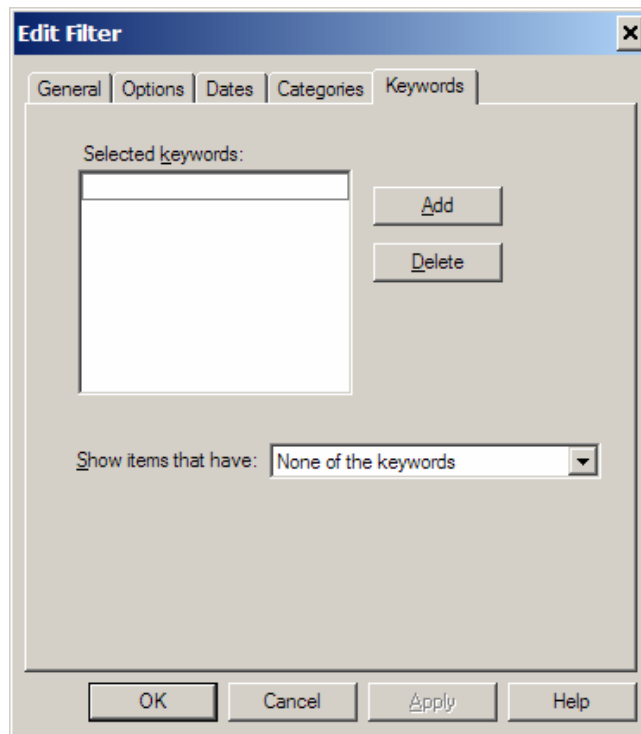 Edit Filter
General Options Dates Categories Keywords
Selected keywords:
Add
Delete
Show items that have: None of the keywords
OK Cancel Apply Help